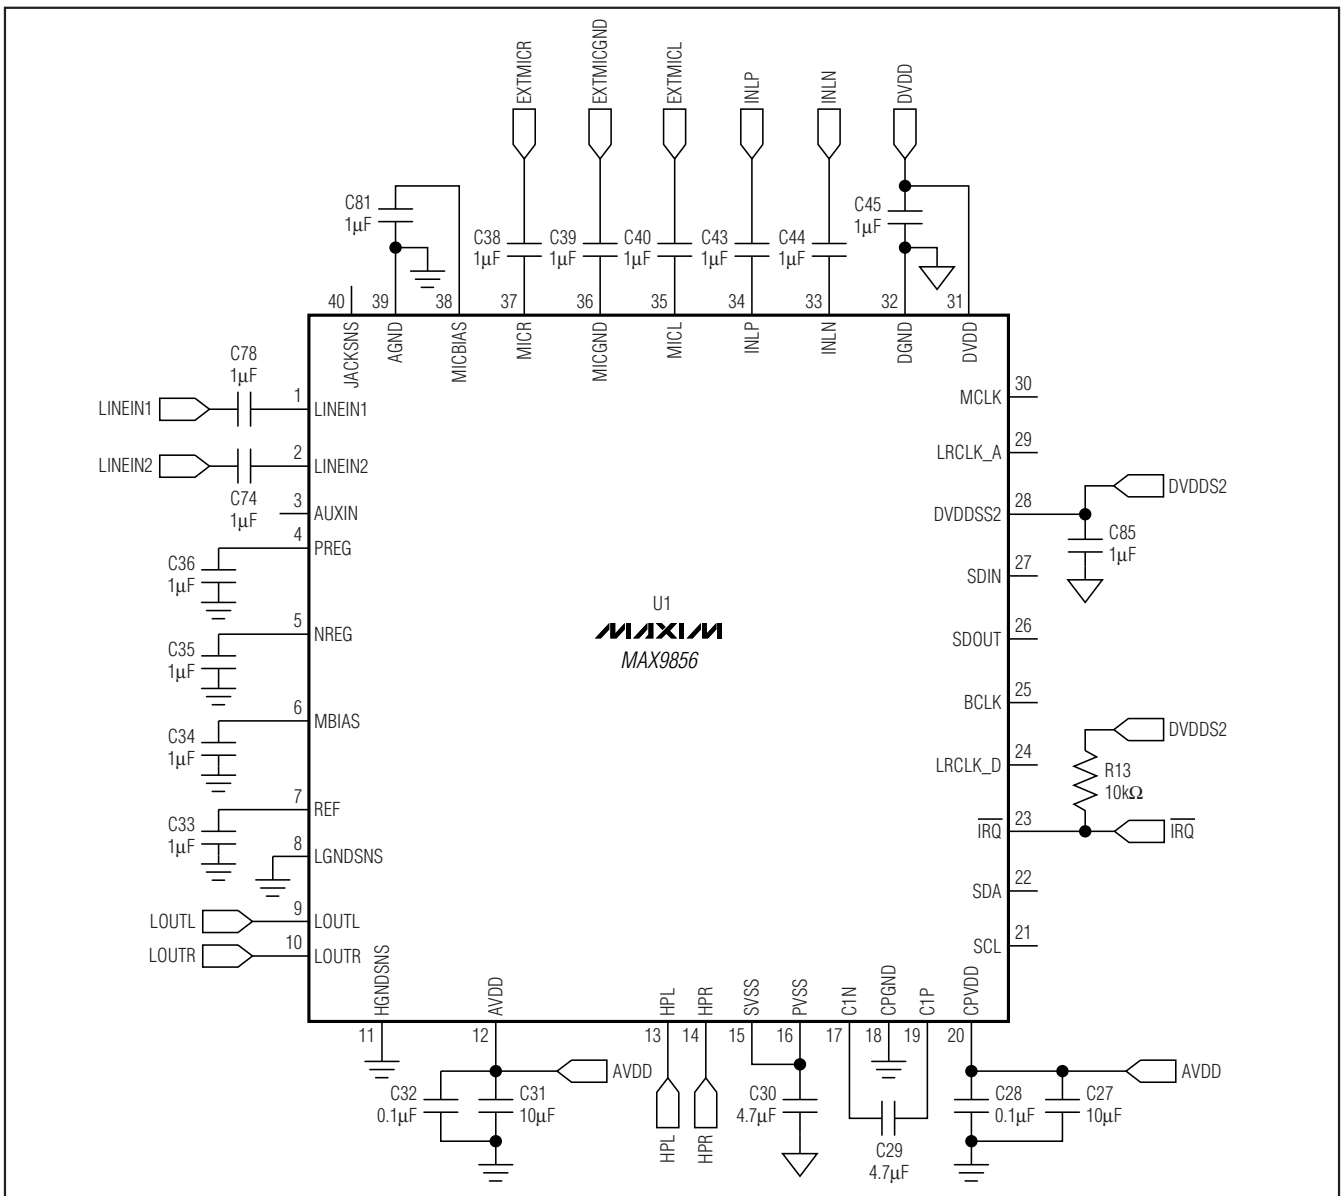 EXTMICR
EXTMICGND
EXTMICL
INLP
INLN
DVDD
C81
1µF
C38
1µF
C39
1µF
C40
1µF
C43
1µF
C44
1µF
C45
1µF
40 39 38 37 36 35 34 33 32 31
JACKSNS
AGND
MICBIAS
MICR
MICGND
MICL
INLP
INLN
DGND
DVDD
C78
1µF
LINEIN1
1
LINEIN1
LINEIN2
2
LINEIN2
C74
1µF
3
AUXIN
4
PREG
C36
1µF
5
NREG
C35
1µF
6
MBIAS
C34
1µF
7
REF
C33
1µF
8
LGNDSNS
LOUTL
9
LOUTL
LOUTR
10
LOUTR
U1
MAXIM
MAX9856
MCLK
30
LRCLK_A
29
DVDDSS2
28
DVDDS2
C85
1µF
SDIN
27
SDOUT
26
BCLK
25
LRCLK_D
24
DVDDS2
R13
10kΩ
IRQ
23
IRQ
SDA
22
SCL
21
HGNDSNS
AVDD
HPL
HPR
SVSS
PVSS
C1N
CPGND
C1P
CPVDD
11 12 13 14 15 16 17 18 19 20
AVDD
C32
0.1µF
C31
10µF
HPL
HPR
C30
4.7µF
C29
4.7µF
AVDD
C28
0.1µF
C27
10µF